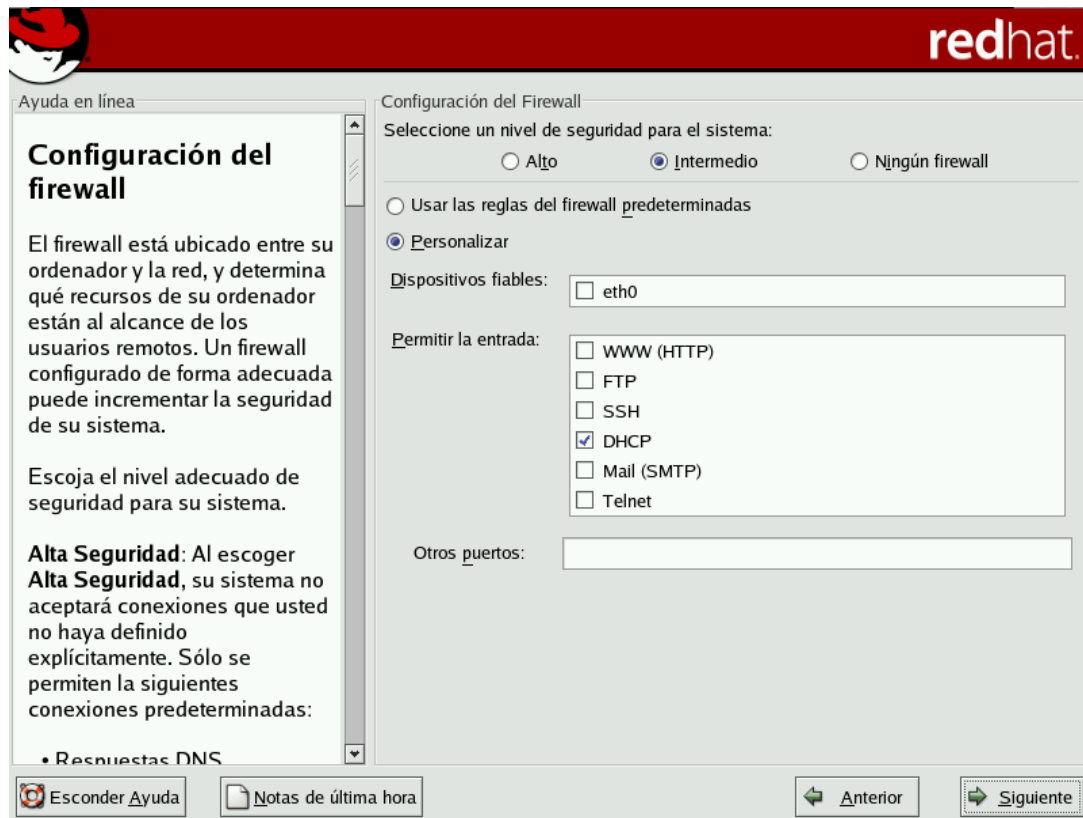 redhat.
Ayuda en línea
Configuración del
firewall
El firewall está ubicado entre su
ordenador y la red, y determina
qué recursos de su ordenador
están al alcance de los
usuarios remotos. Un firewall
configurado de forma adecuada
puede incrementar la seguridad
de su sistema.
Escoja el nivel adecuado de
seguridad para su sistema.
Alta Seguridad: Al escoger
Alta Seguridad, su sistema no
aceptará conexiones que usted
no haya definido
explícitamente. Sólo se
permiten la siguientes
conexiones predeterminadas:
• Respuestas DNS
Configuración del Firewall
Seleccione un nivel de seguridad para el sistema:
Alto Intermedio Ningún firewall
Usar las reglas del firewall predeterminadas
Personalizar
Dispositivos fiables:
eth0
Permitir la entrada:
WWW (HTTP)
FTP
SSH
DHCP
Mail (SMTP)
Telnet
Otros puertos:
Esconder Ayuda Notas de última hora Anterior Siguiente